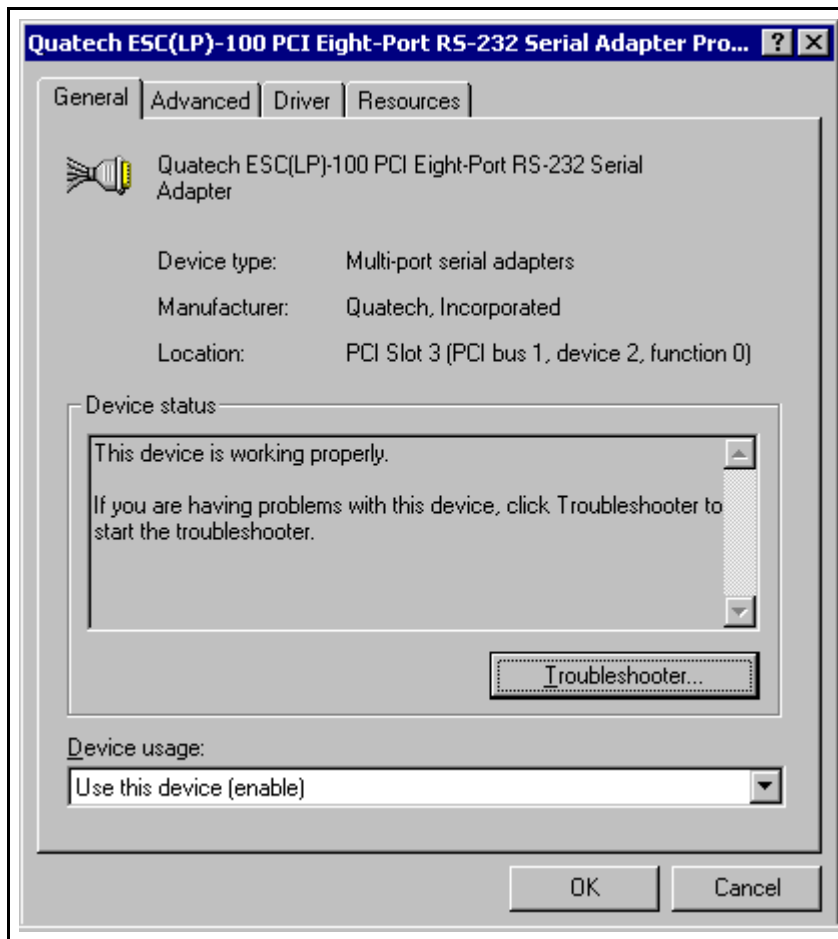 Quatech ESC(LP)-100 PCI Eight-Port RS-232 Serial Adapter Pro...
General Advanced Driver Resources
Quatech ESC(LP)-100 PCI Eight-Port RS-232 Serial
Adapter
Device type: Multi-port serial adapters
Manufacturer: Quatech, Incorporated
Location: PCI Slot 3 (PCI bus 1, device 2, function 0)
Device status
This device is working properly.
If you are having problems with this device, click Troubleshooter to
start the troubleshooter.
Troubleshooter...
Device usage:
Use this device (enable)
OK Cancel